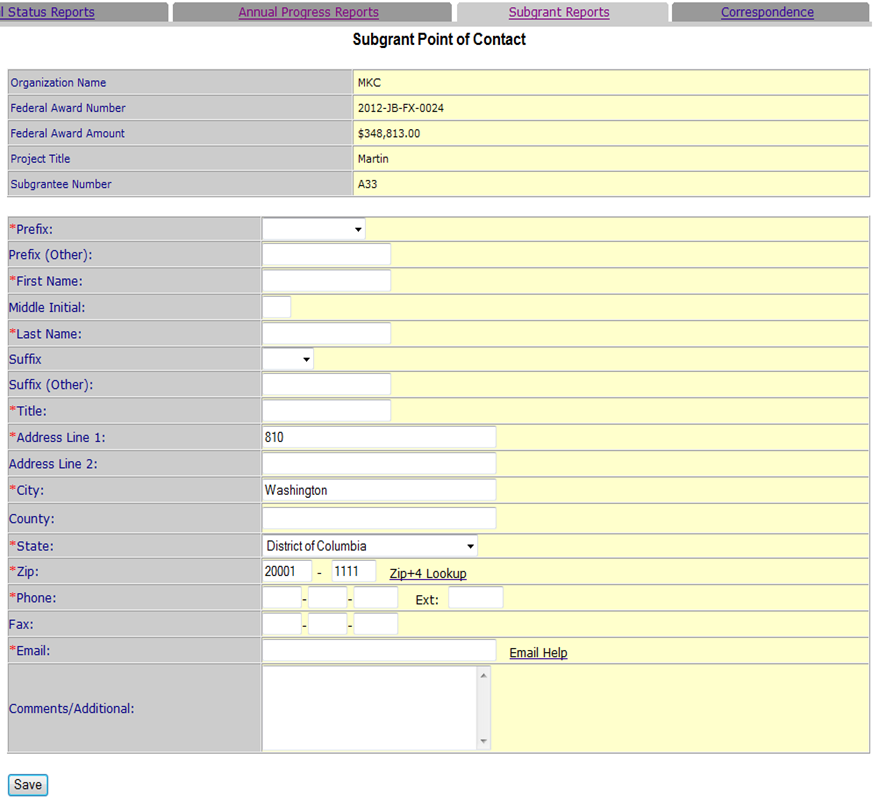 l Status Reports Annual Progress Reports Subgrant Reports Correspondence
Subgrant Point of Contact
Organization Name MKC
Federal Award Number 2012-JB-FX-0024
Federal Award Amount $348,813.00
Project Title Martin
Subgrantee Number A33
*Prefix:
Prefix (Other):
*First Name:
Middle Initial:
*Last Name:
Suffix
Suffix (Other):
*Title:
*Address Line 1: 810
Address Line 2:
*City: Washington
County:
*State: District of Columbia
*Zip: 20001 - 1111 Zip+4 Lookup
*Phone: - - Ext:
Fax: - -
*Email: Email Help
Comments/Additional:
Save